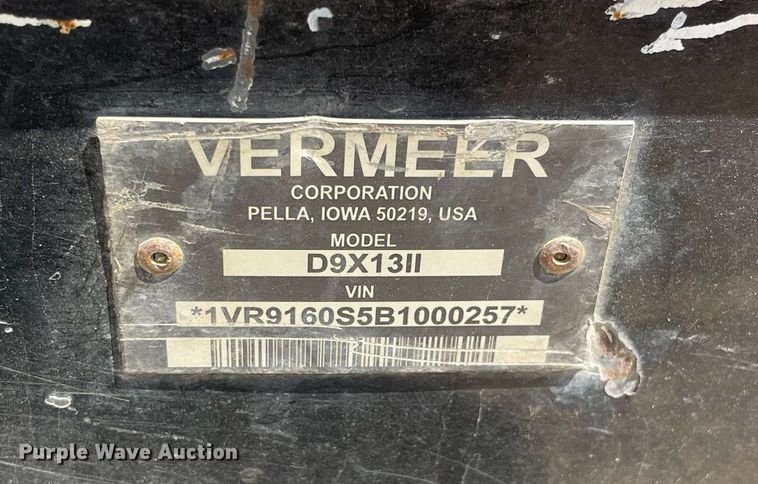 VERMEER
CORPORATION
PELLA, IOWA 50219, USA
MODEL
D9X13II
VIN
*1VR9160S5B1000257*
Purple Wave Auction